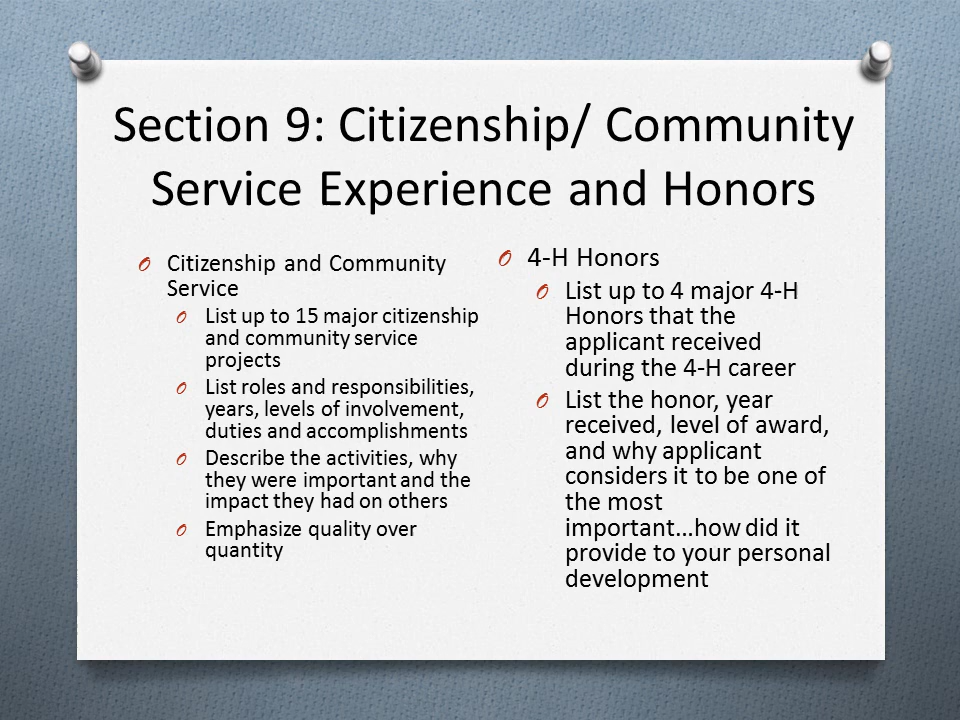 Section 9: Citizenship/ Community
Service Experience and Honors
Citizenship and Community
Service
List up to 15 major citizenship
and community service
projects
List roles and responsibilities,
years, levels of involvement,
duties and accomplishments
Describe the activities, why
they were important and the
impact they had on others
Emphasize quality over
quantity
4-H Honors
List up to 4 major 4-H
Honors that the
applicant received
during the 4-H career
List the honor, year
received, level of award,
and why applicant
considers it to be one of
the most
important…how did it
provide to your personal
development